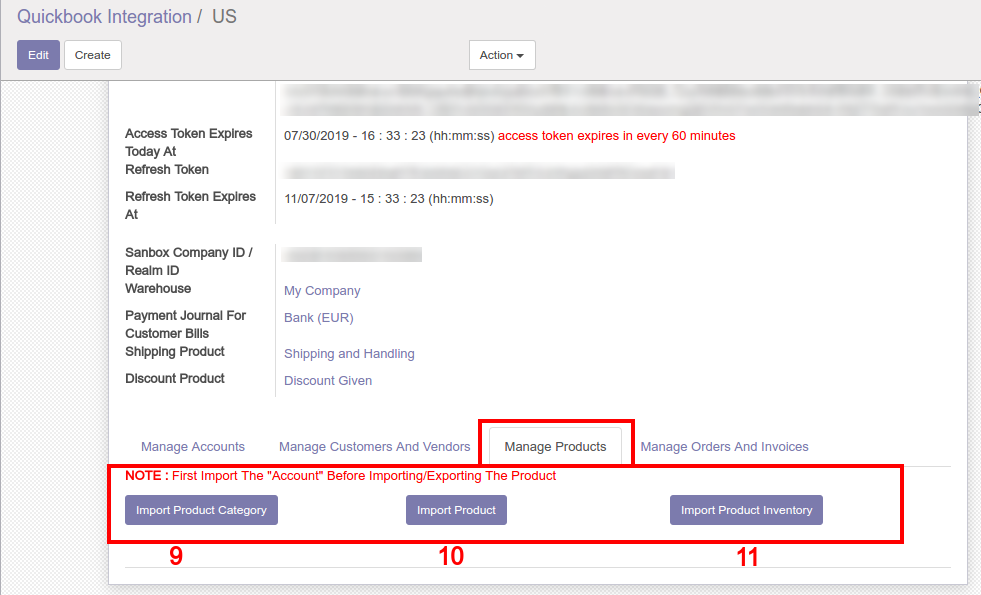 Quickbook Integration / US
Edit Create Action
Access Token Expires
Today At
07/30/2019 - 16 : 33 : 23 (hh:mm:ss) access token expires in every 60 minutes
Refresh Token
Refresh Token Expires
At
11/07/2019 - 15 : 33 : 23 (hh:mm:ss)
Sanbox Company ID /
Realm ID
Warehouse
My Company
Payment Journal For
Customer Bills
Bank (EUR)
Shipping Product
Shipping and Handling
Discount Product
Discount Given
Manage Accounts Manage Customers And Vendors Manage Products Manage Orders And Invoices
NOTE : First Import The "Account" Before Importing/Exporting The Product
Import Product Category Import Product Import Product Inventory
9 10 11